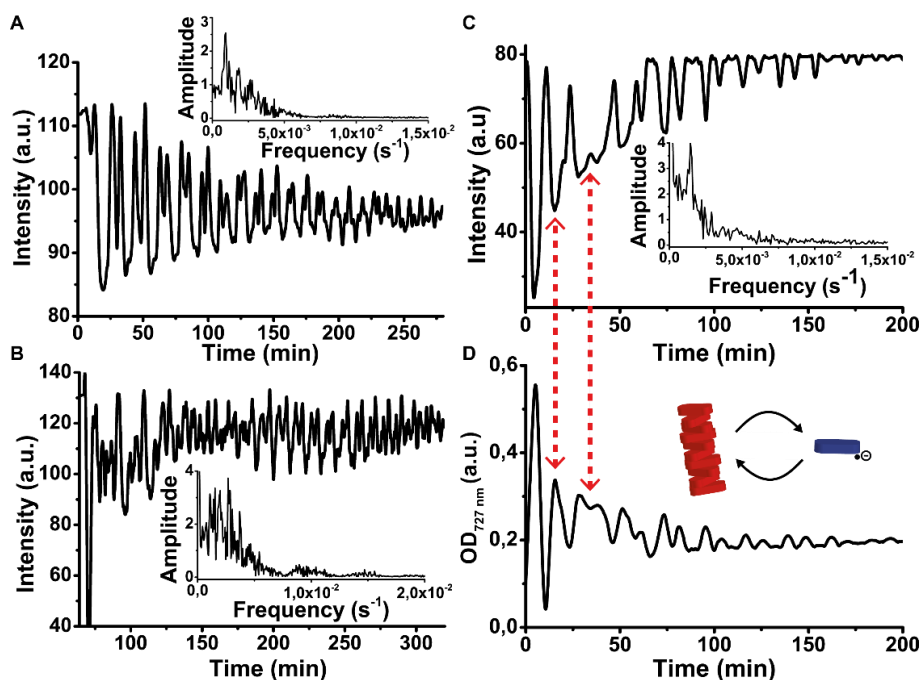 A
Intensity (a.u.)
120
110
100
90
80
0 50 100 150 200 250
Time (min)
Amplitude
3
2
1
0
0,0 5,0x10⁻³ 1,0x10⁻² 1,5x10⁻²
Frequency (s⁻¹)
B
Intensity (a.u.)
140
120
100
80
60
40
100 150 200 250 300
Time (min)
Amplitude
4
2
0
0,0 1,0x10⁻² 2,0x10⁻²
Frequency (s⁻¹)
C
Intensity (a.u)
80
60
40
0 50 100 150 200
Time (min)
Amplitude
4
3
2
1
0
0,0 5,0x10⁻³ 1,0x10⁻² 1,5x10⁻²
Frequency (s⁻¹)
D
OD727 nm (a.u.)
0,6
0,4
0,2
0,0
0 25 50 75 100 125 150 175 200
Time (min)